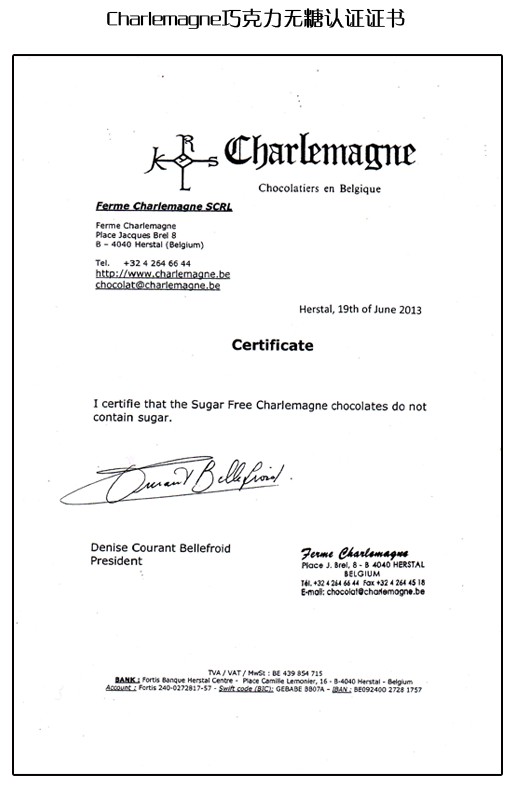 Charlemagne巧克力无糖认证证书
K R L S
Charlemagne
Chocolatiers en Belgique
Ferme Charlemagne SCRL
Ferme Charlemagne
Place Jacques Brel 8
B – 4040 Herstal (Belgium)
Tel. +32 4 264 66 44
http://www.charlemagne.be
chocolat@charlemagne.be
Herstal, 19th of June 2013
Certificate
I certifie that the Sugar Free Charlemagne chocolates do not
contain sugar.
Courant Bellefroid
Denise Courant Bellefroid
President
Ferme Charlemagne
Place J. Brel, 8 - B 4040 HERSTAL
BELGIUM
Tél. +32 4 264 66 44 Fax +32 4 264 45 18
E-mail: chocolat@charlemagne.be
TVA / VAT / MwSt : BE 439 854 715
BANK : Fortis Banque Herstal Centre - Place Camille Lemonier, 16 - B-4040 Herstal - Belgium
Account : Fortis 240-0272817-57 - Swift code (BIC): GEBABE BB07A – IBAN : BE092400 2728 1757